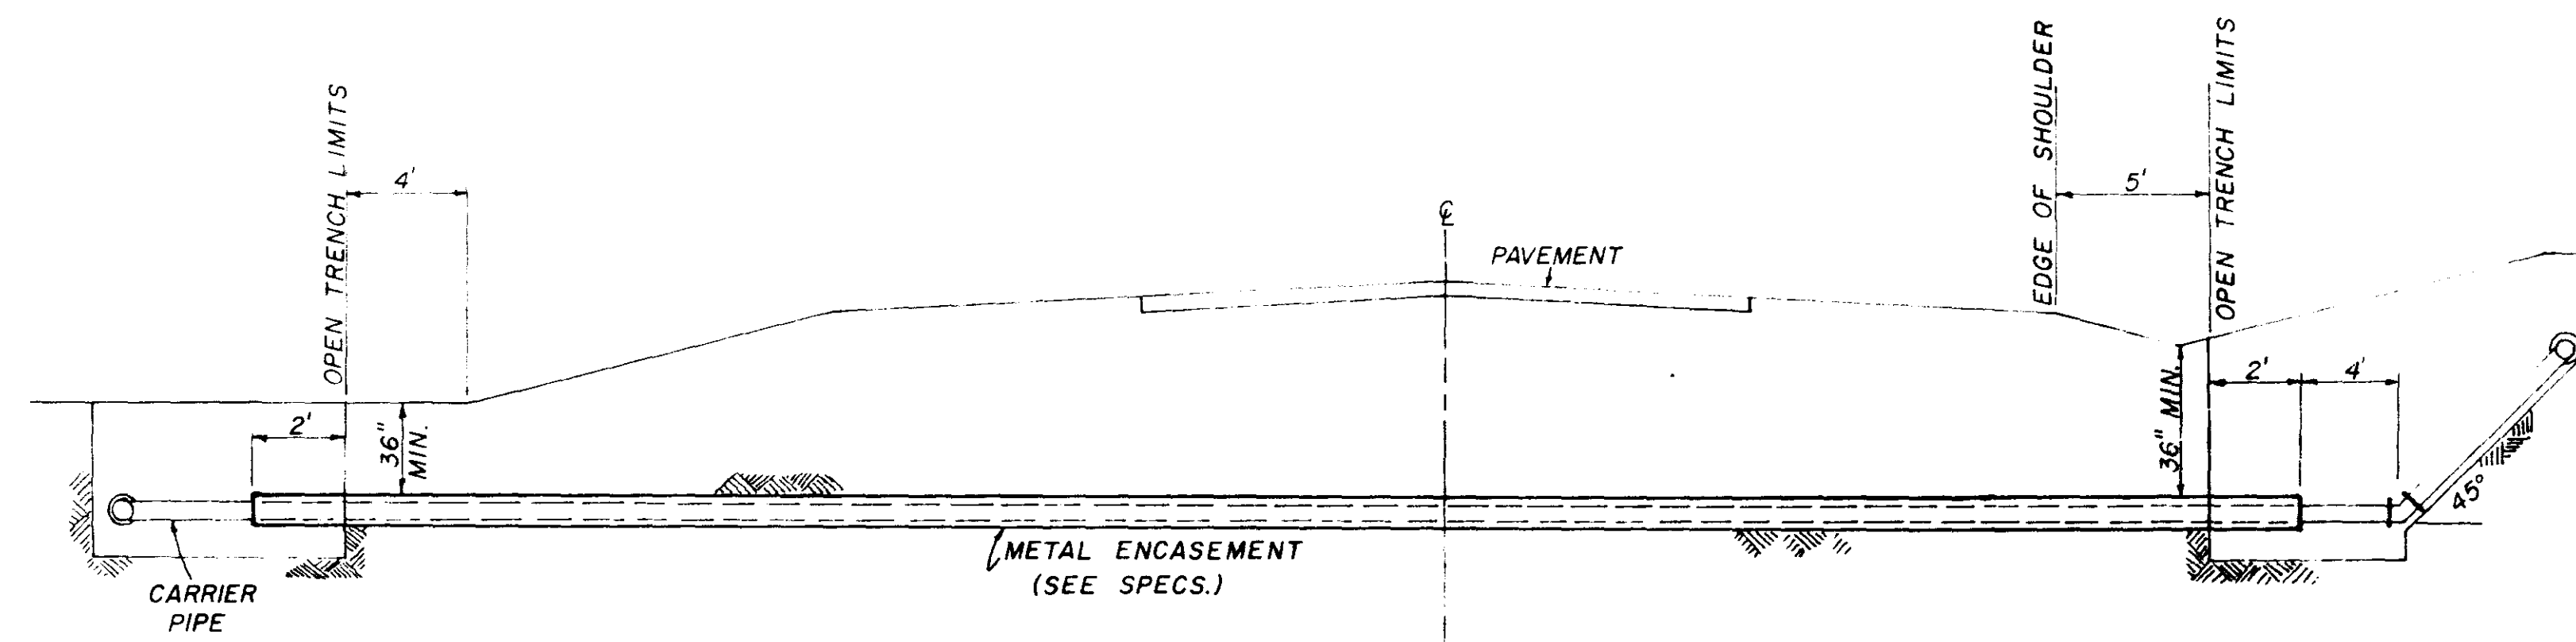 OPEN TRENCH LIMITS
4'
℄
PAVEMENT
EDGE OF SHOULDER
5'
OPEN TRENCH LIMITS
2'
36"
MIN.
36" MIN.
2'
4'
45°
METAL ENCASEMENT
(SEE SPECS.)
CARRIER
PIPE